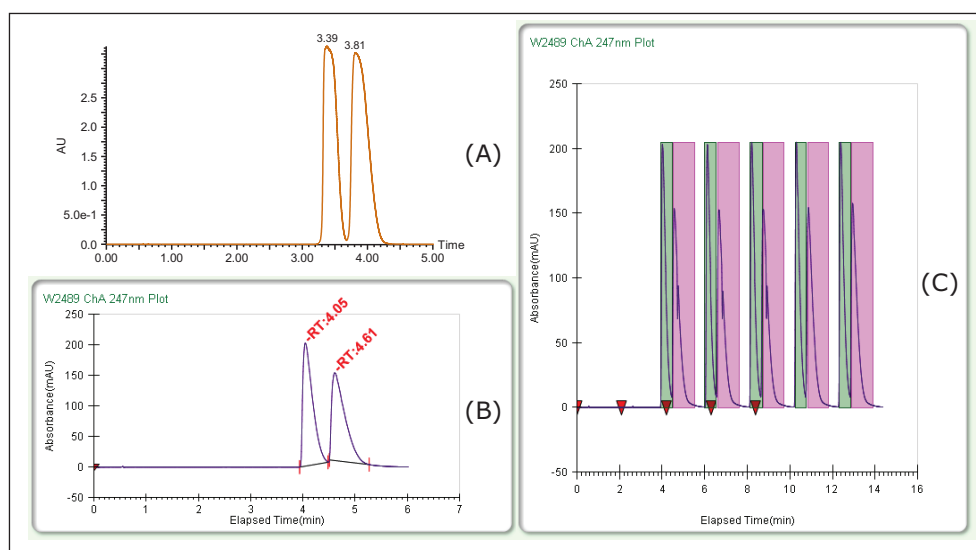 3.39 3.81
AU
2.5
2.0
1.5
1.0
5.0e-1
0.0
0.00 1.00 2.00 3.00 4.00 5.00
Time
(A)
W2489 ChA 247nm Plot
Absorbance(mAU)
250
200
150
100
50
0
-50
0 1 2 3 4 5 6 7
Elapsed Time(min)
-RT:4.05
-RT:4.61
(B)
W2489 ChA 247nm Plot
Absorbance(mAU)
250
200
150
100
50
0
-50
0 2 4 6 8 10 12 14 16
Elapsed Time(min)
(C)